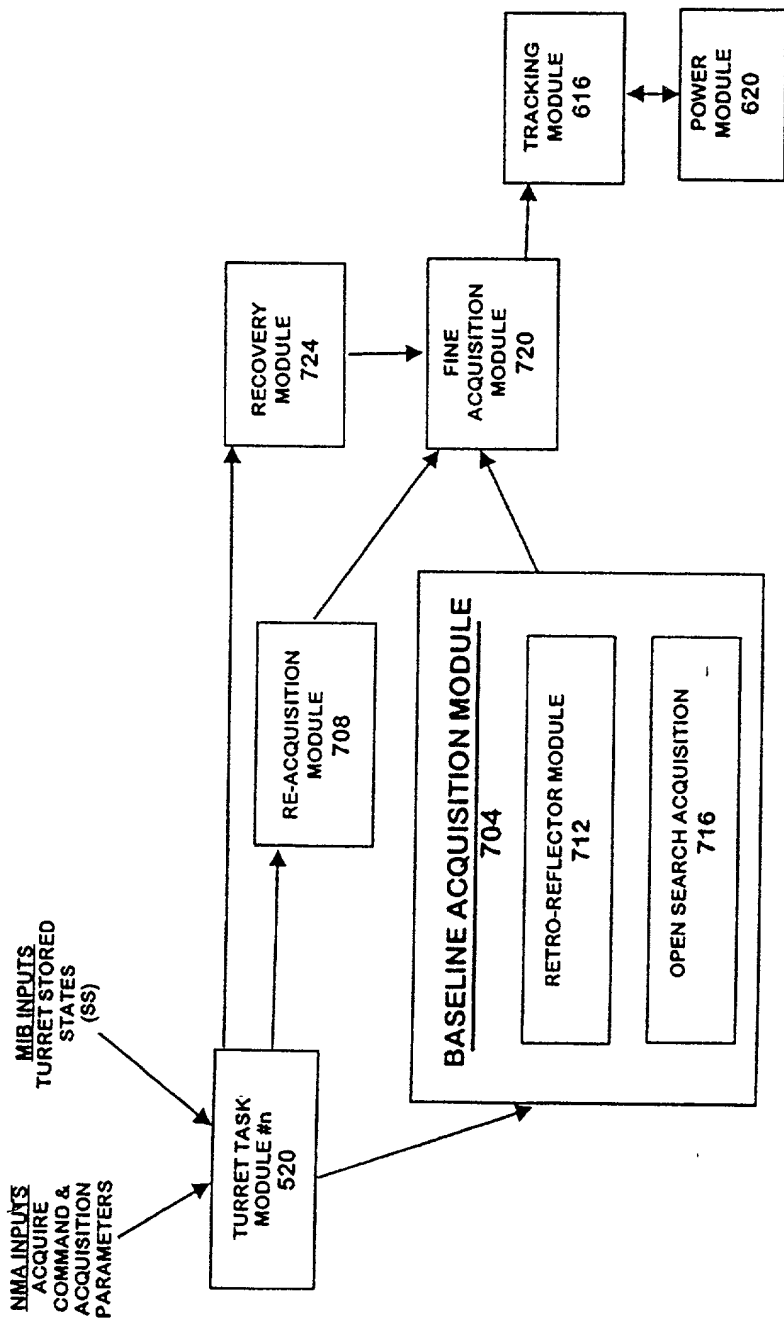 NMA INPUTS
ACQUIRE
COMMAND &
ACQUISITION
PARAMETERS
MIB INPUTS
TURRET STORED
STATES
(SS)
TURRET TASK
MODULE #n
520
RE-ACQUISITION
MODULE
708
RECOVERY
MODULE
724
BASELINE ACQUISITION MODULE
704
RETRO-REFLECTOR MODULE
712
OPEN SEARCH ACQUISITION
716
FINE
ACQUISITION
MODULE
720
TRACKING
MODULE
616
POWER
MODULE
620